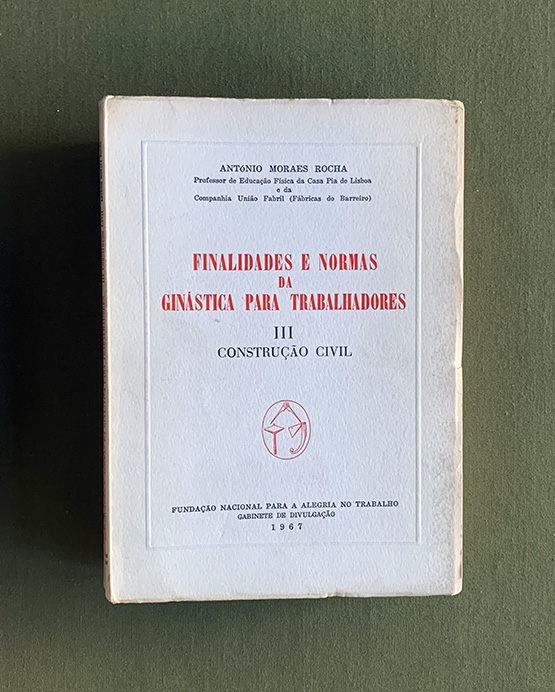 ANTÓNIO MORAES ROCHA
Professor de Educação Física da Casa Pia de Lisboa
e da
Companhia União Fabril (Fábricas do Barreiro)
FINALIDADES E NORMAS
DA
GINÁSTICA PARA TRABALHADORES
III
CONSTRUÇÃO CIVIL
FUNDAÇÃO NACIONAL PARA A ALEGRIA NO TRABALHO
GABINETE DE DIVULGAÇÃO
1967